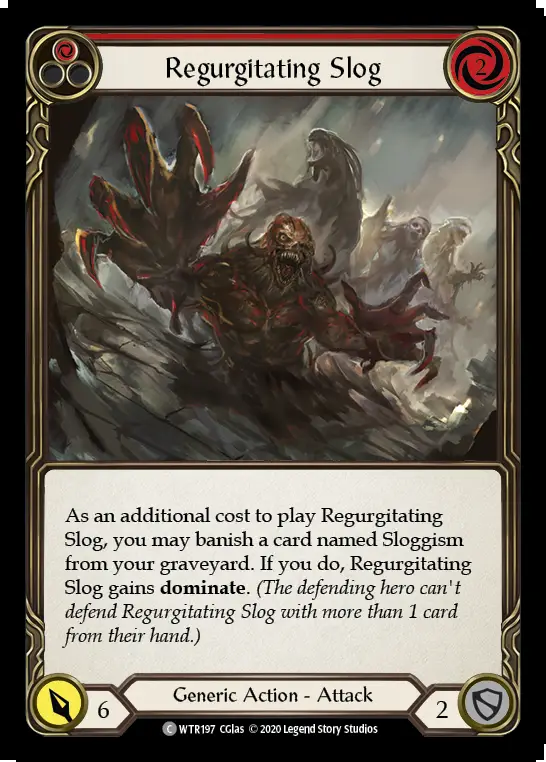 Regurgitating Slog
2
As an additional cost to play Regurgitating
Slog, you may banish a card named Sloggism
from your graveyard. If you do, Regurgitating
Slog gains dominate. (The defending hero can't
defend Regurgitating Slog with more than 1 card
from their hand.)
6
Generic Action - Attack
2
C WTR197 CGlas © 2020 Legend Story Studios